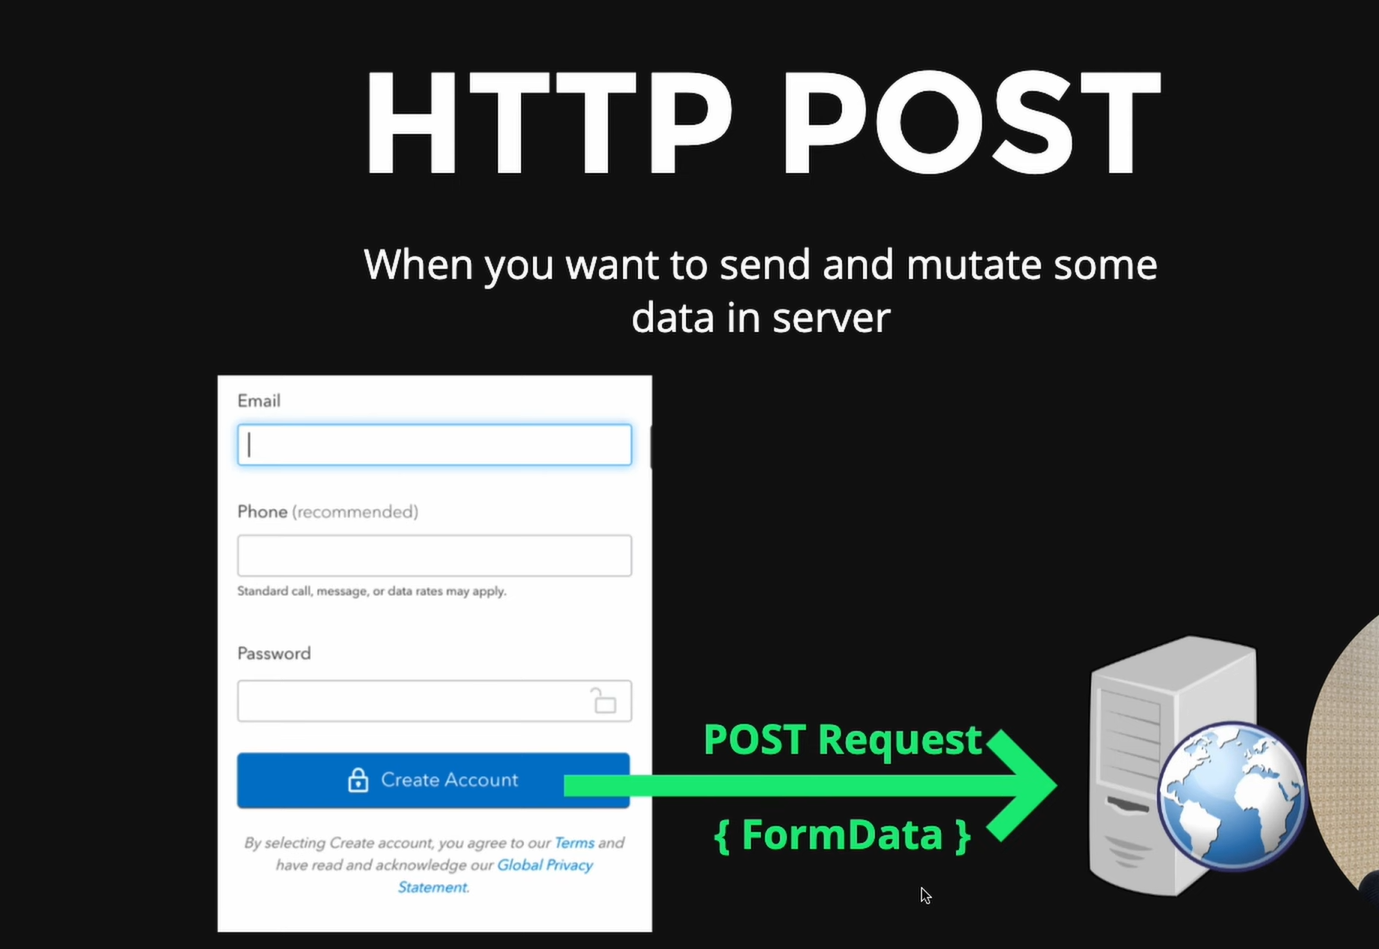 HTTP POST
When you want to send and mutate some
data in server
Email
Phone (recommended)
Standard call, message, or data rates may apply.
Password
Create Account
By selecting Create account, you agree to our Terms and
have read and acknowledge our Global Privacy
Statement.
POST Request
{ FormData }